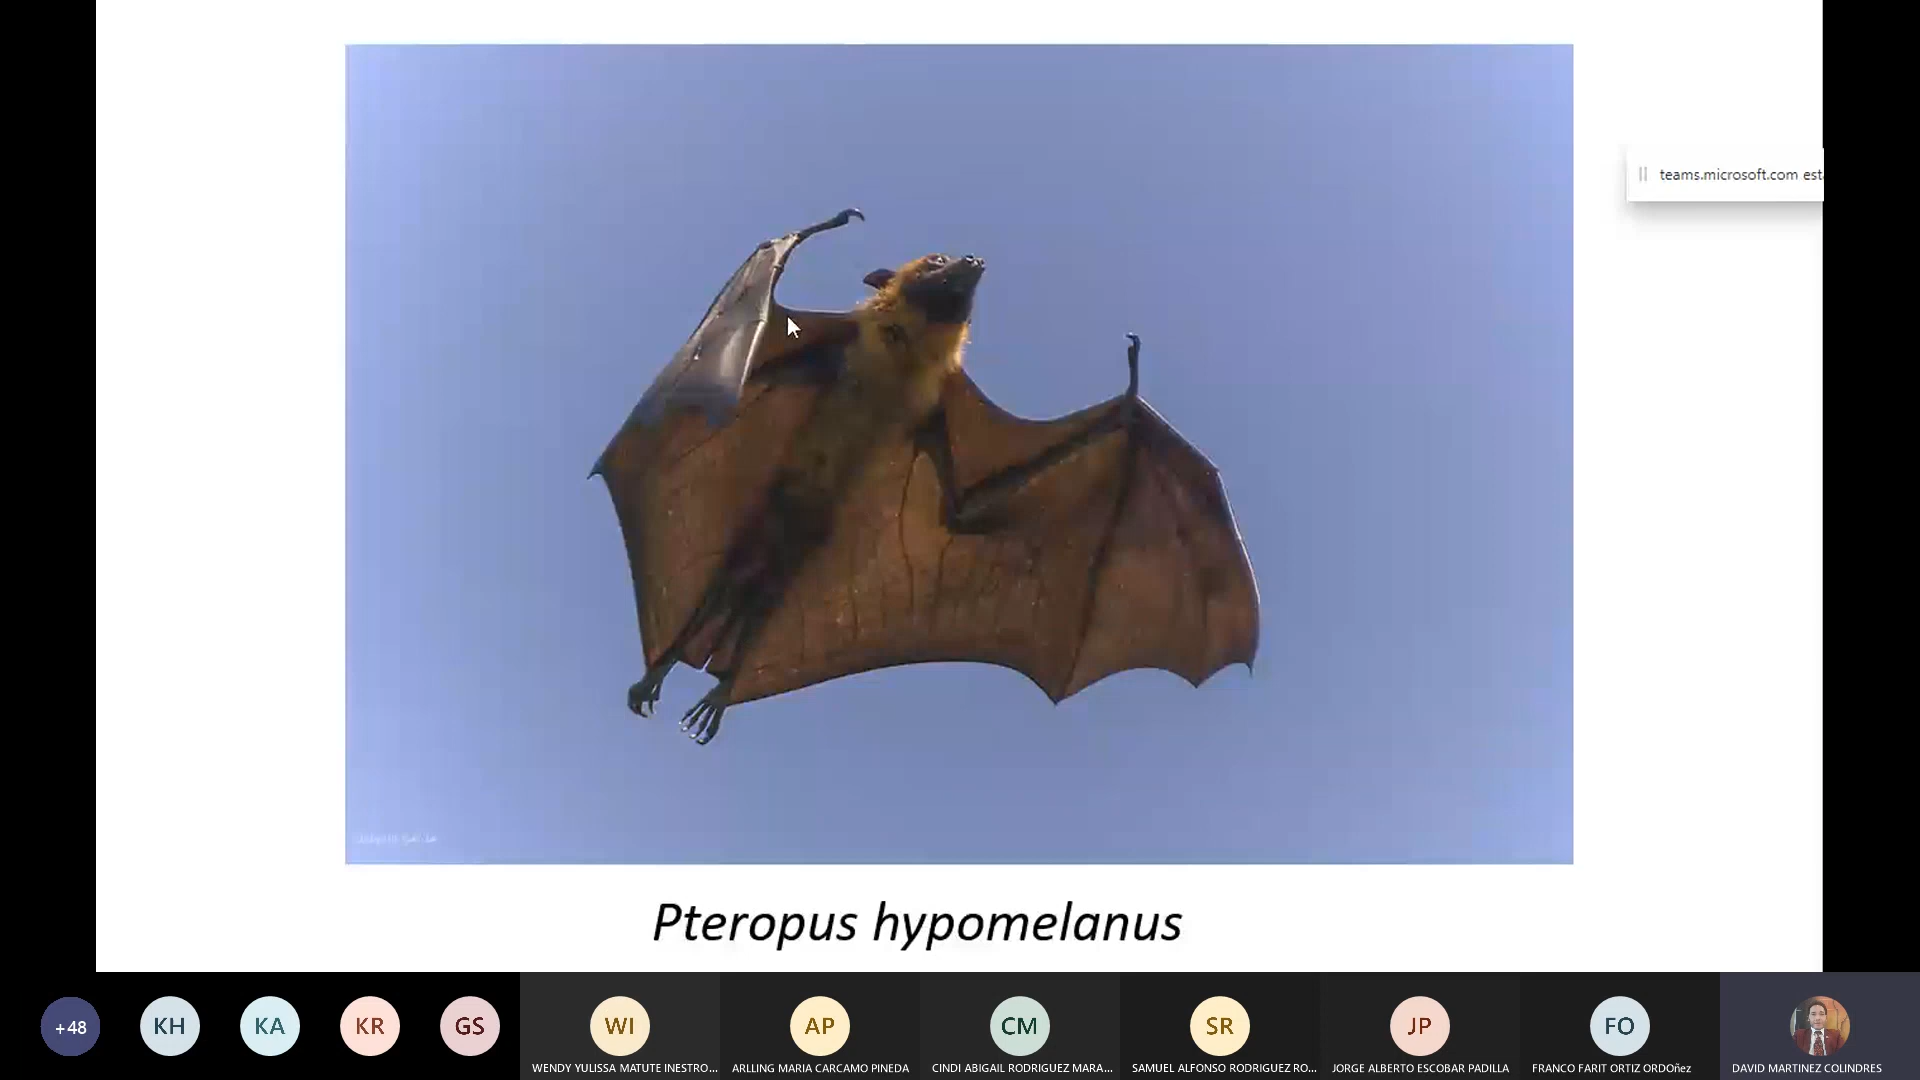 teams.microsoft.com est
Pteropus hypomelanus
+48
KH
KA
KR
GS
WI
AP
CM
SR
JP
FO
WENDY YULISSA MATUTE INESTRO...
ARLLING MARIA CARCAMO PINEDA
CINDI ABIGAIL RODRIGUEZ MARA...
SAMUEL ALFONSO RODRIGUEZ RO...
JORGE ALBERTO ESCOBAR PADILLA
FRANCO FARIT ORTIZ ORDOñez
DAVID MARTINEZ COLINDRES